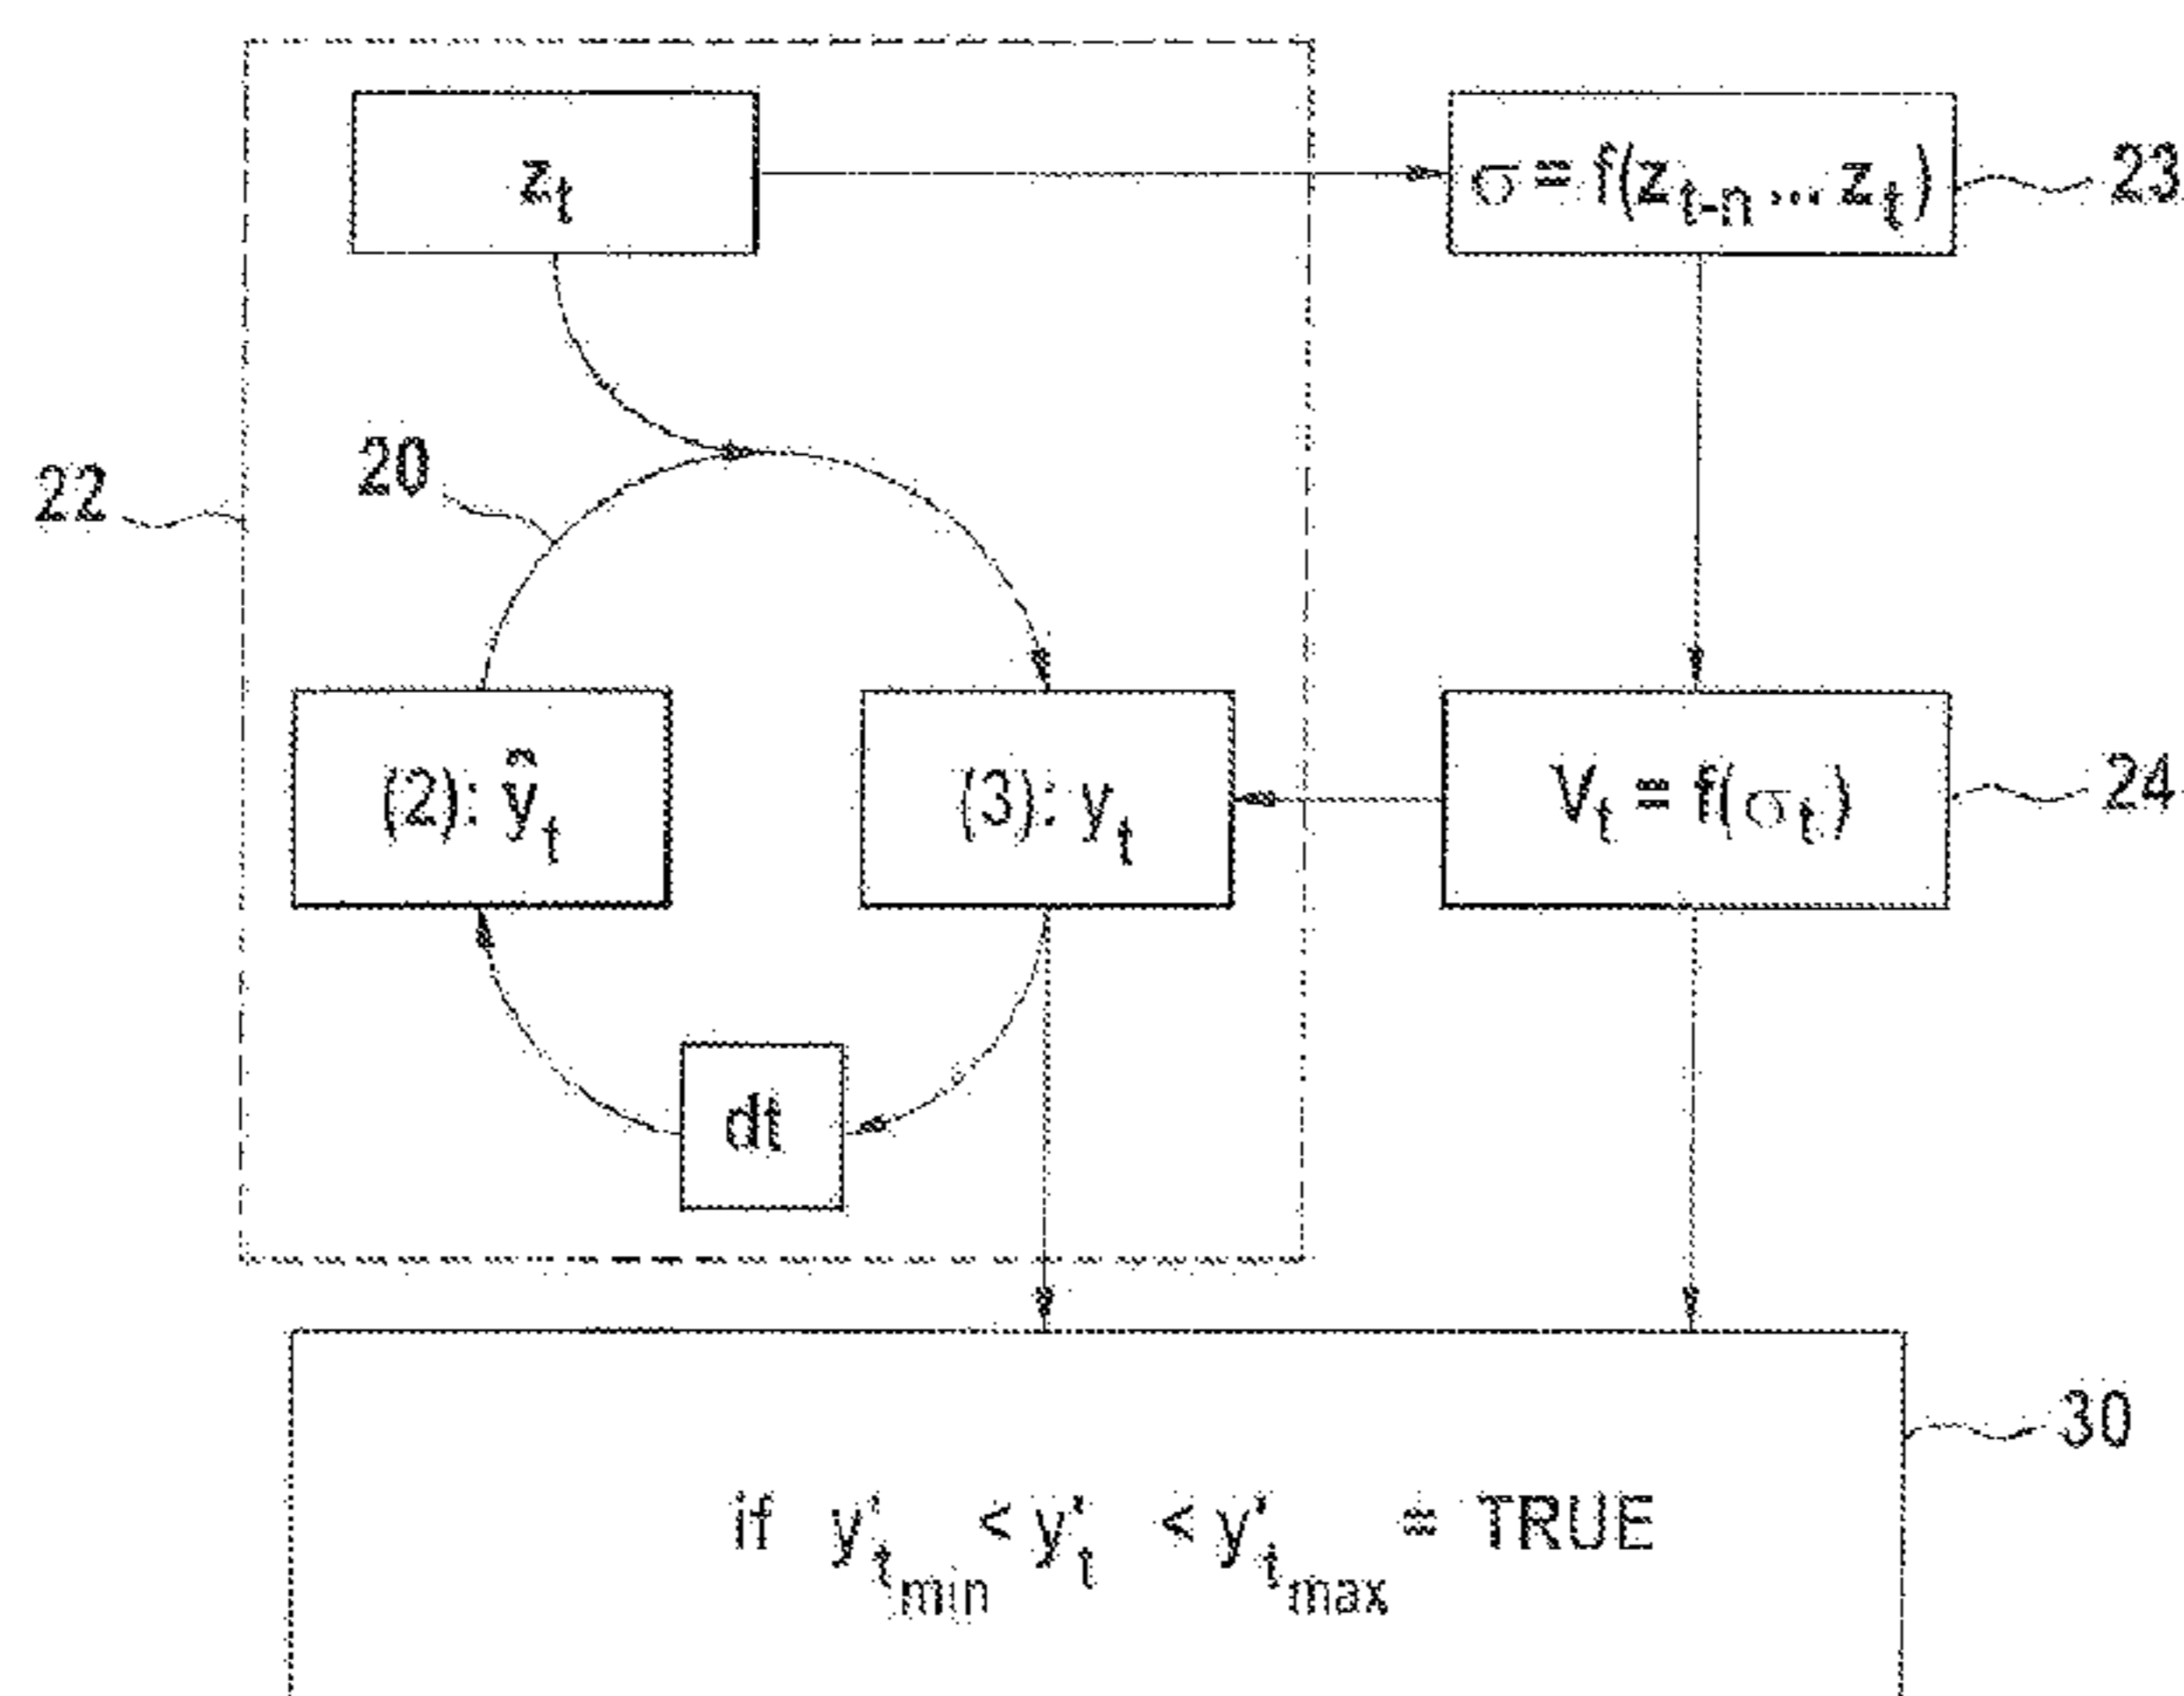 z_t
σ = f(z_{t-n} ... z_t)
23
20
22
(2): ŷ_t
(3): y_t
V_t = f(σ_t)
24
dt
30
if y'_{t_min} < y'_t < y'_{t_max} = TRUE